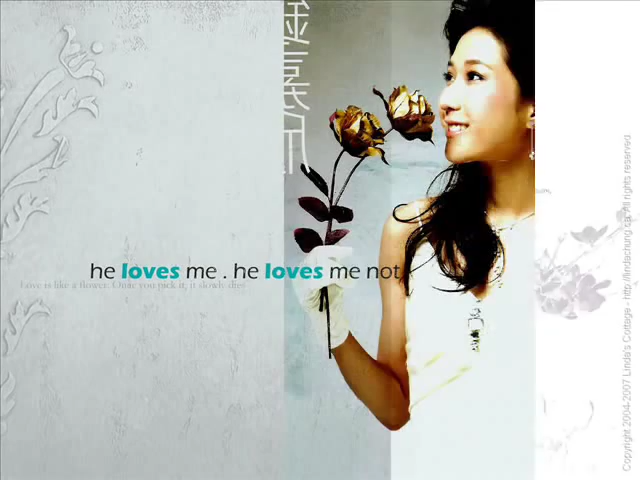 he loves me . he loves me not
Love is like a flower. Once you pick it, it slowly dies
Copyright 2004-2007 Linda's Cottage - http://lindachung.ca. All rights reserved